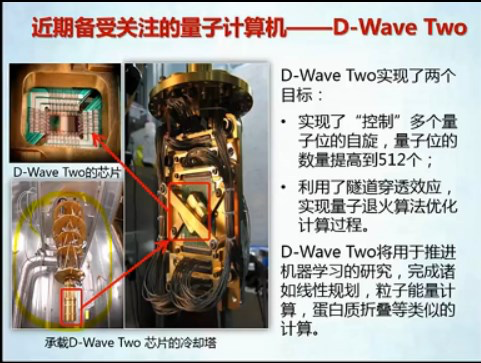 近期备受关注的量子计算机——D-Wave Two
D-Wave Two的芯片
承载D-Wave Two 芯片的冷却塔
D-Wave Two实现了两个
目标：
• 实现了“控制”多个量
子位的自旋，量子位的
数量提高到512个；
• 利用了隧道穿透效应，
实现量子退火算法优化
计算过程。
D-Wave Two将用于推进
机器学习的研究，完成诸
如线性规划，粒子能量计
算，蛋白质折叠等类似的
计算。